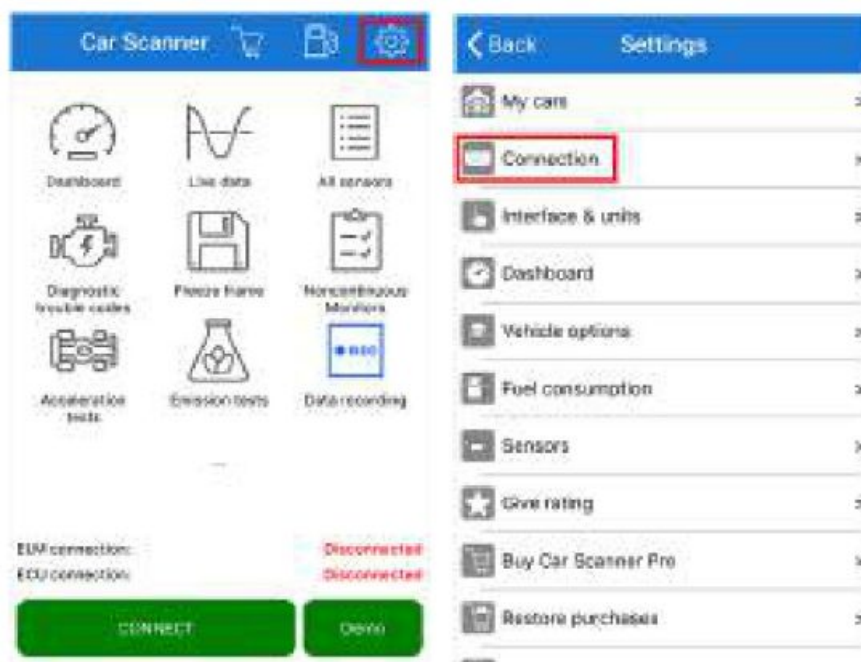 Car Scanner
Dashboard
Live data
All sensors
Diagnostic
trouble codes
Freeze frame
Noncontinuous
Monitors
Acceleration
tests
Emission tests
REC
Data recording
ELM connection:
Disconnected
ECU connection:
Disconnected
CONNECT
Demo
Back
Settings
My cars
Connection
Interface & units
Dashboard
Vehicle options
Fuel consumption
Sensors
Give rating
Buy Car Scanner Pro
Restore purchases